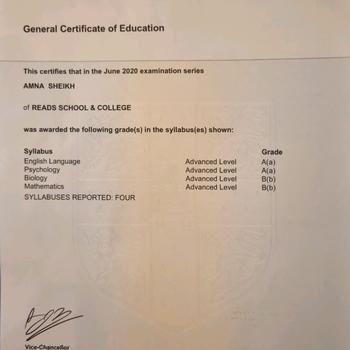 General Certificate of Education
This certifies that in the June 2020 examination series
AMNA SHEIKH
of READS SCHOOL & COLLEGE
was awarded the following grade(s) in the syllabus(es) shown:
Syllabus Grade
English Language Advanced Level A(a)
Psychology Advanced Level A(a)
Biology Advanced Level B(b)
Mathematics Advanced Level B(b)
SYLLABUSES REPORTED: FOUR
Vice-Chancellor